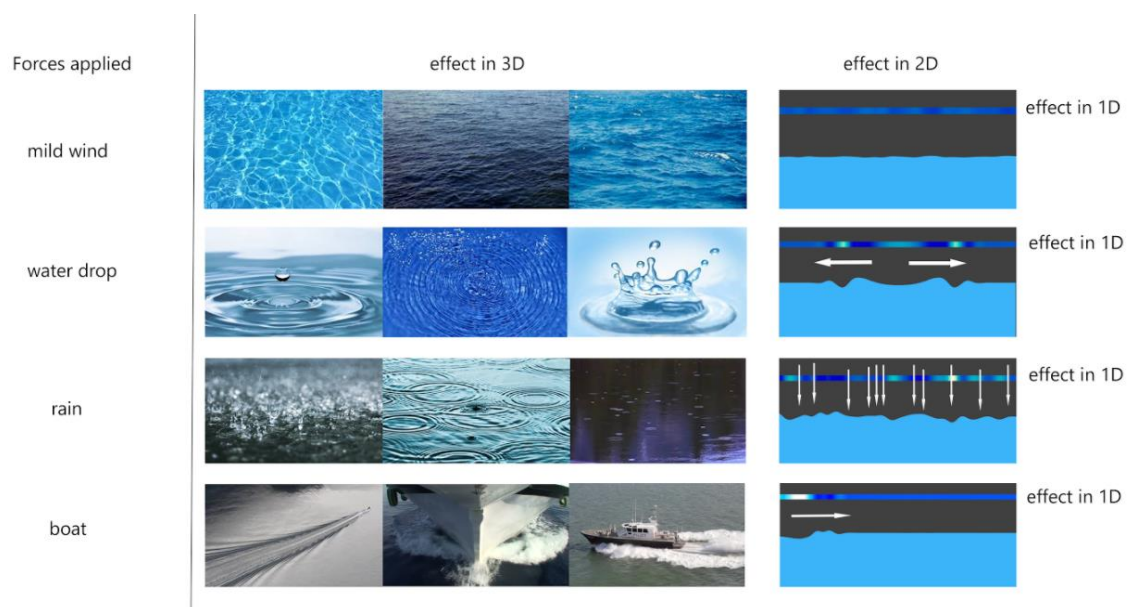 Forces applied
effect in 3D
effect in 2D
mild wind
effect in 1D
water drop
effect in 1D
rain
effect in 1D
boat
effect in 1D